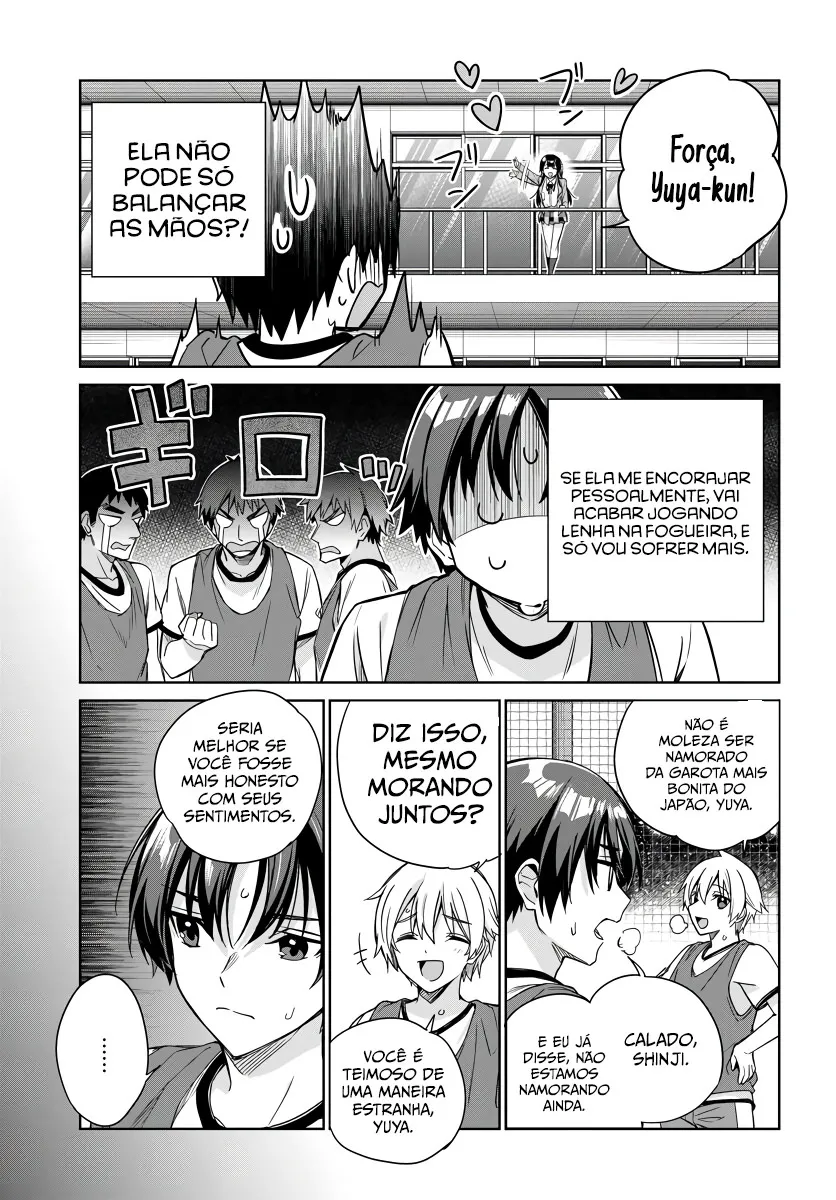 Força,
Yuya-kun!
ELA NÃO
PODE SÓ
BALANÇAR
AS MÃOS?!
SE ELA ME ENCORAJAR
PESSOALMENTE, VAI
ACABAR JOGANDO
LENHA NA FOGUEIRA, E
SÓ VOU SOFRER MAIS.
ギロ
NÃO É
MOLEZA SER
NAMORADO
DA GAROTA MAIS
BONITA DO
JAPÃO, YUYA.
CALADO,
SHINJI.
E EU JÁ
DISSE, NÃO
ESTAMOS
NAMORANDO
AINDA.
DIZ ISSO,
MESMO
MORANDO
JUNTOS?
VOCÊ É
TEIMOSO DE
UMA MANEIRA
ESTRANHA,
YUYA.
SERIA
MELHOR SE
VOCÊ FOSSE
MAIS HONESTO
COM SEUS
SENTIMENTOS.
......